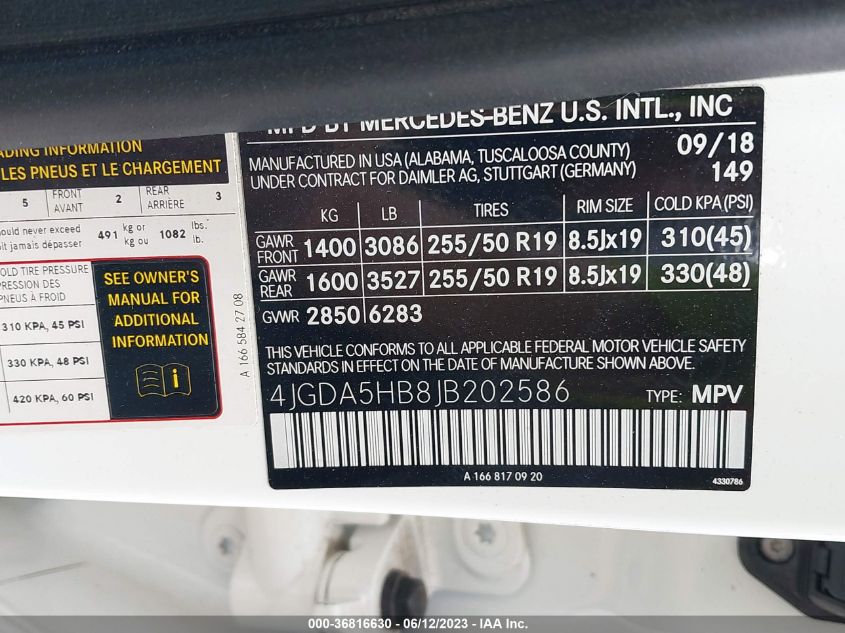 ADING INFORMATION
LES PNEUS ET LE CHARGEMENT
5 FRONT AVANT 2 REAR ARRIÈRE 3
ould never exceed
it jamais dépasser 491 kg or kg ou 1082 lbs. lb.
OLD TIRE PRESSURE
PRESSION DES
PNEUS À FROID
310 KPA, 45 PSI
330 KPA, 48 PSI
420 KPA, 60 PSI
SEE OWNER'S
MANUAL FOR
ADDITIONAL
INFORMATION
A 166 584 27 08
MFD BY MERCEDES-BENZ U.S. INTL., INC
MANUFACTURED IN USA (ALABAMA, TUSCALOOSA COUNTY) 09/18
UNDER CONTRACT FOR DAIMLER AG, STUTTGART (GERMANY) 149
KG LB TIRES RIM SIZE COLD KPA (PSI)
GAWR FRONT 1400 3086 255/50 R19 8.5Jx19 310(45)
GAWR REAR 1600 3527 255/50 R19 8.5Jx19 330(48)
GVWR 2850 6283
THIS VEHICLE CONFORMS TO ALL APPLICABLE FEDERAL MOTOR VEHICLE SAFETY
STANDARDS IN EFFECT ON THE DATE OF MANUFACTURE SHOWN ABOVE.
4JGDA5HB8JB202586 TYPE: MPV
A 166 817 09 20
4330786
000-36816630 - 06/12/2023 - IAA Inc.